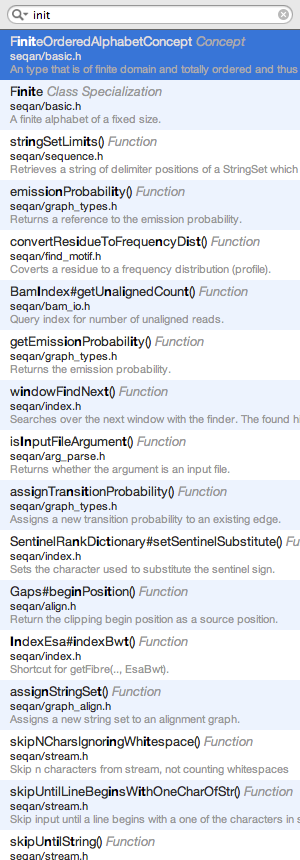 init
FiniteOrderedAlphabetConcept Concept
seqan/basic.h
An type that is of finite domain and totally ordered and thus
Finite Class Specialization
seqan/basic.h
A finite alphabet of a fixed size.
stringSetLimits() Function
seqan/sequence.h
Retrieves a string of delimiter positions of a StringSet which
emissionProbability() Function
seqan/graph_types.h
Returns a reference to the emission probability.
convertResidueToFrequencyDist() Function
seqan/find_motif.h
Coverts a residue to a frequency distribution (profile).
BamIndex#getUnalignedCount() Function
seqan/bam_io.h
Query index for number of unaligned reads.
getEmissionProbability() Function
seqan/graph_types.h
Returns the emission probability.
windowFindNext() Function
seqan/index.h
Searches over the next window with the finder. The found hi
isInputFileArgument() Function
seqan/arg_parse.h
Returns whether the argument is an input file.
assignTransitionProbability() Function
seqan/graph_types.h
Assigns a new transition probability to an existing edge.
SentinelRankDictionary#setSentinelSubstitute() Fu
seqan/index.h
Sets the character used to substitute the sentinel sign.
Gaps#beginPosition() Function
seqan/align.h
Return the clipping begin position as a source position.
IndexEsa#indexBwt() Function
seqan/index.h
Shortcut for getFibre(.., EsaBwt).
assignStringSet() Function
seqan/graph_align.h
Assigns a new string set to an alignment graph.
skipNCharsIgnoringWhitespace() Function
seqan/stream.h
Skip n characters from stream, not counting whitespaces
skipUntilLineBeginsWithOneCharOfStr() Function
seqan/stream.h
Skip input until a line begins with a one of the characters in s
skipUntilString() Function
seqan/stream.h